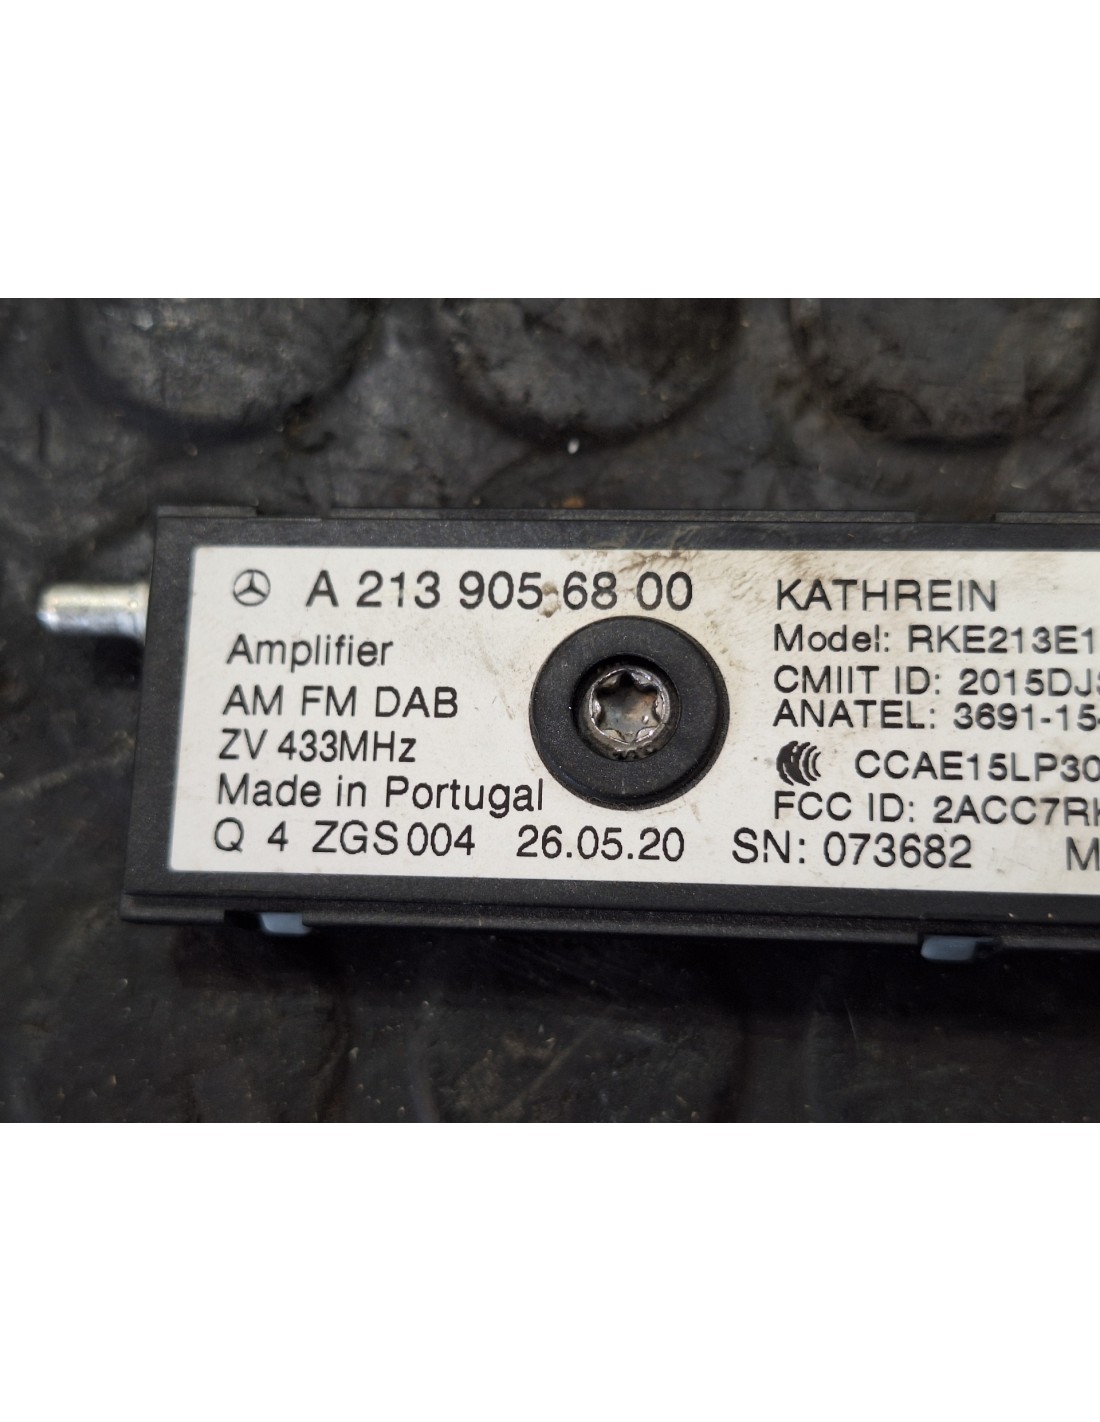 A 213 905 68 00
Amplifier
AM FM DAB
ZV 433MHz
Made in Portugal
Q 4 ZGS 004 26.05.20 SN: 073682
KATHREIN
Model: RKE213E1
CMIIT ID: 2015DJ
ANATEL: 3691-15
CCAE15LP30
FCC ID: 2ACC7R
M